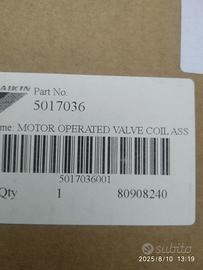 AIKIN Part No.
5017036
me. MOTOR OPERATED VALVE COIL ASS
5017036001
Qty 1 80908240
2025/8/10 10:19
subito